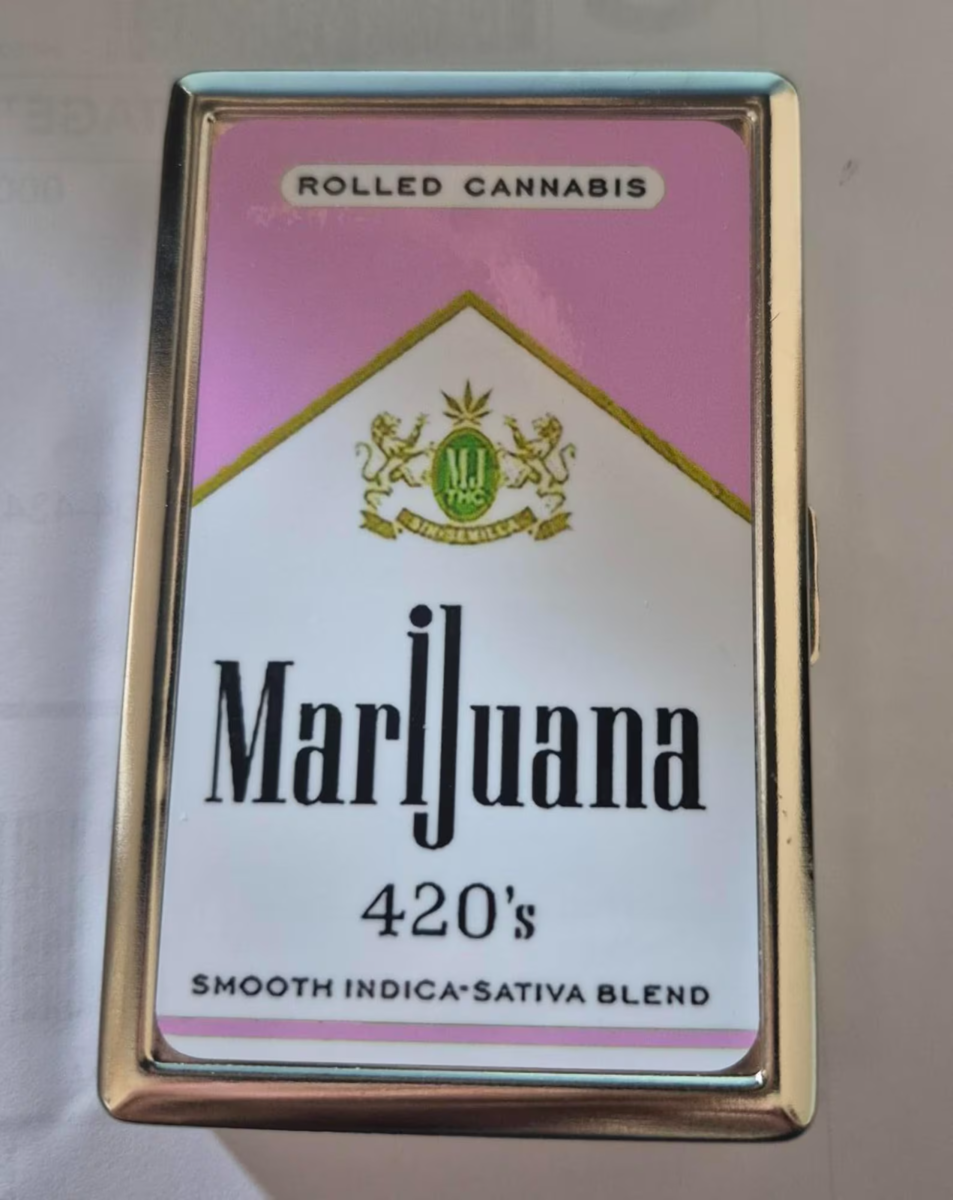 ROLLED CANNABIS
MJ
THC
SIN·SEMILLA
Marijuana
420's
SMOOTH INDICA-SATIVA BLEND